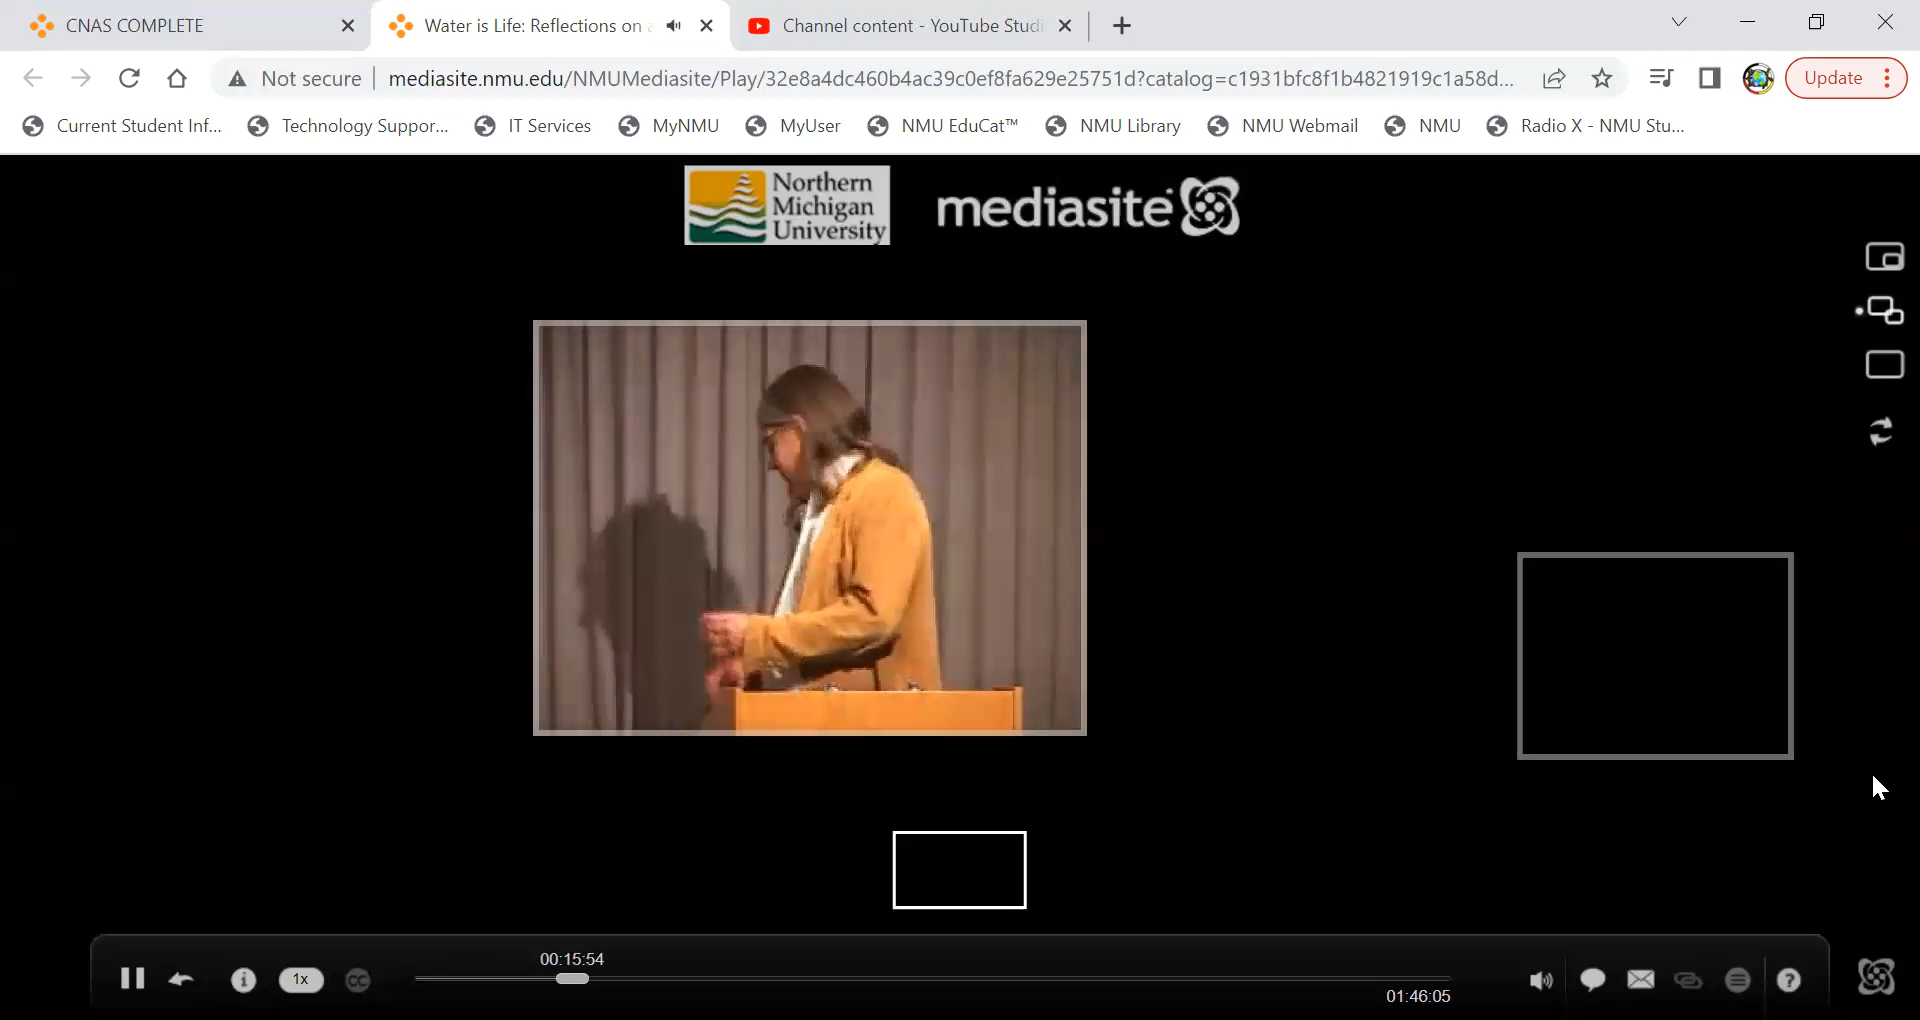 CNAS COMPLETE
Water is Life: Reflections on
Channel content - YouTube Studi
Not secure
mediasite.nmu.edu/NMUMediasite/Play/32e8a4dc460b4ac39c0ef8fa629e25751d?catalog=c1931bfc8f1b4821919c1a58d...
Update
Current Student Inf...
Technology Suppor...
IT Services
MyNMU
MyUser
NMU EduCat™
NMU Library
NMU Webmail
NMU
Radio X - NMU Stu...
Northern
Michigan
University
mediasite
00:15:54
1x
CC
01:46:05